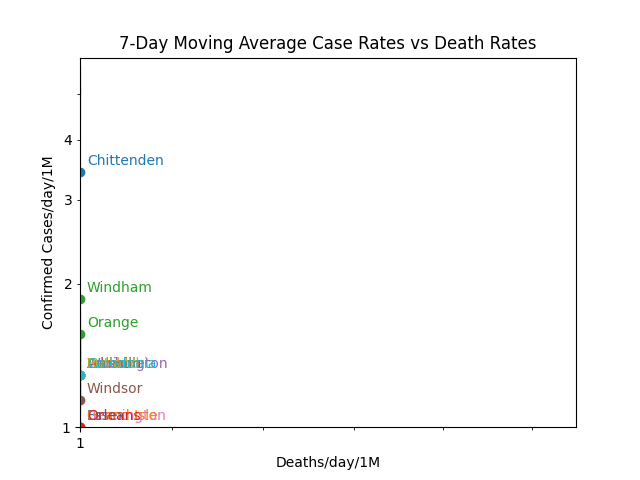 7-Day Moving Average Case Rates vs Death Rates
Confirmed Cases/day/1M
4
Chittenden
3
2
Windham
Orange
Windsor
Orleans
1
1
Deaths/day/1M